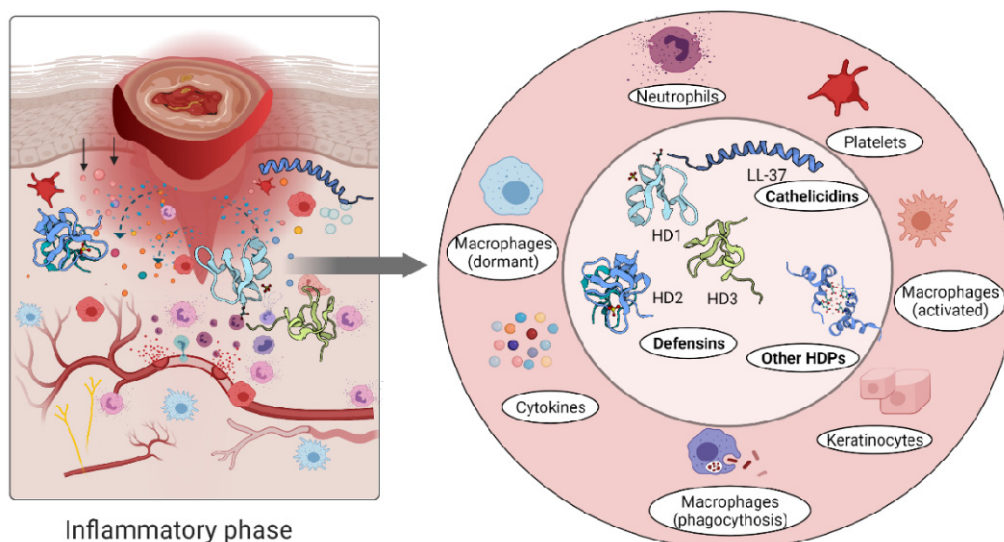 Neutrophils
Platelets
LL-37
Cathelicidins
HD1
Macrophages
(dormant)
HD2
HD3
Macrophages
(activated)
Defensins
Other HDPs
Cytokines
Keratinocytes
Macrophages
(phagocythosis)
Inflammatory phase